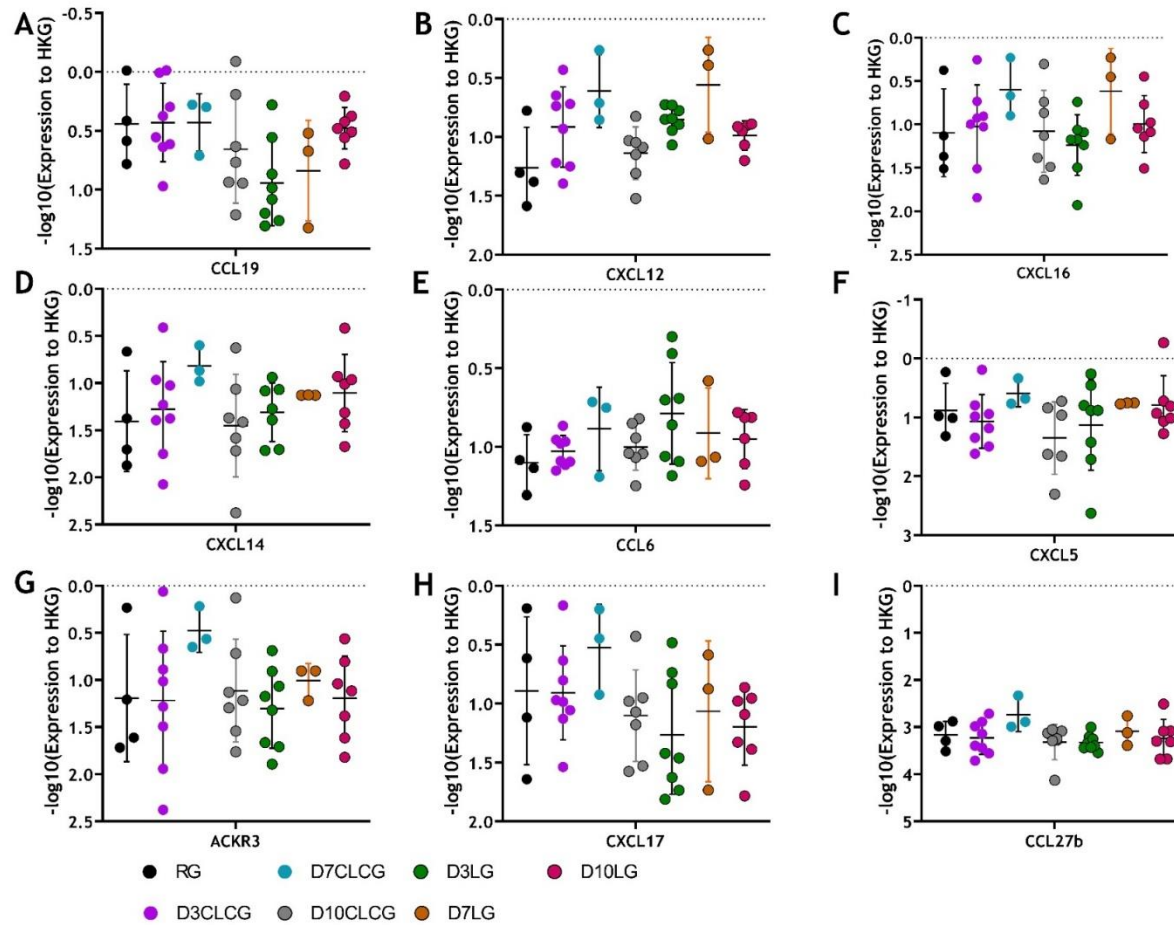 A
-log10(Expression to HKG)
-0.5
0.0
0.5
1.0
1.5
CCL19
B
-log10(Expression to HKG)
0.0
0.5
1.0
1.5
2.0
CXCL12
C
-log10(Expression to HKG)
0.0
0.5
1.0
1.5
2.0
2.5
CXCL16
D
-log10(Expression to HKG)
0.0
0.5
1.0
1.5
2.0
2.5
CXCL14
E
-log10(Expression to HKG)
0.0
0.5
1.0
1.5
CCL6
F
-log10(Expression to HKG)
-1
0
1
2
3
CXCL5
G
-log10(Expression to HKG)
0.0
0.5
1.0
1.5
2.0
2.5
ACKR3
H
-log10(Expression to HKG)
0.0
0.5
1.0
1.5
2.0
CXCL17
I
-log10(Expression to HKG)
0
1
2
3
4
5
CCL27b
RG D7CLCG D3LG D10LG
D3CLCG D10CLCG D7LG